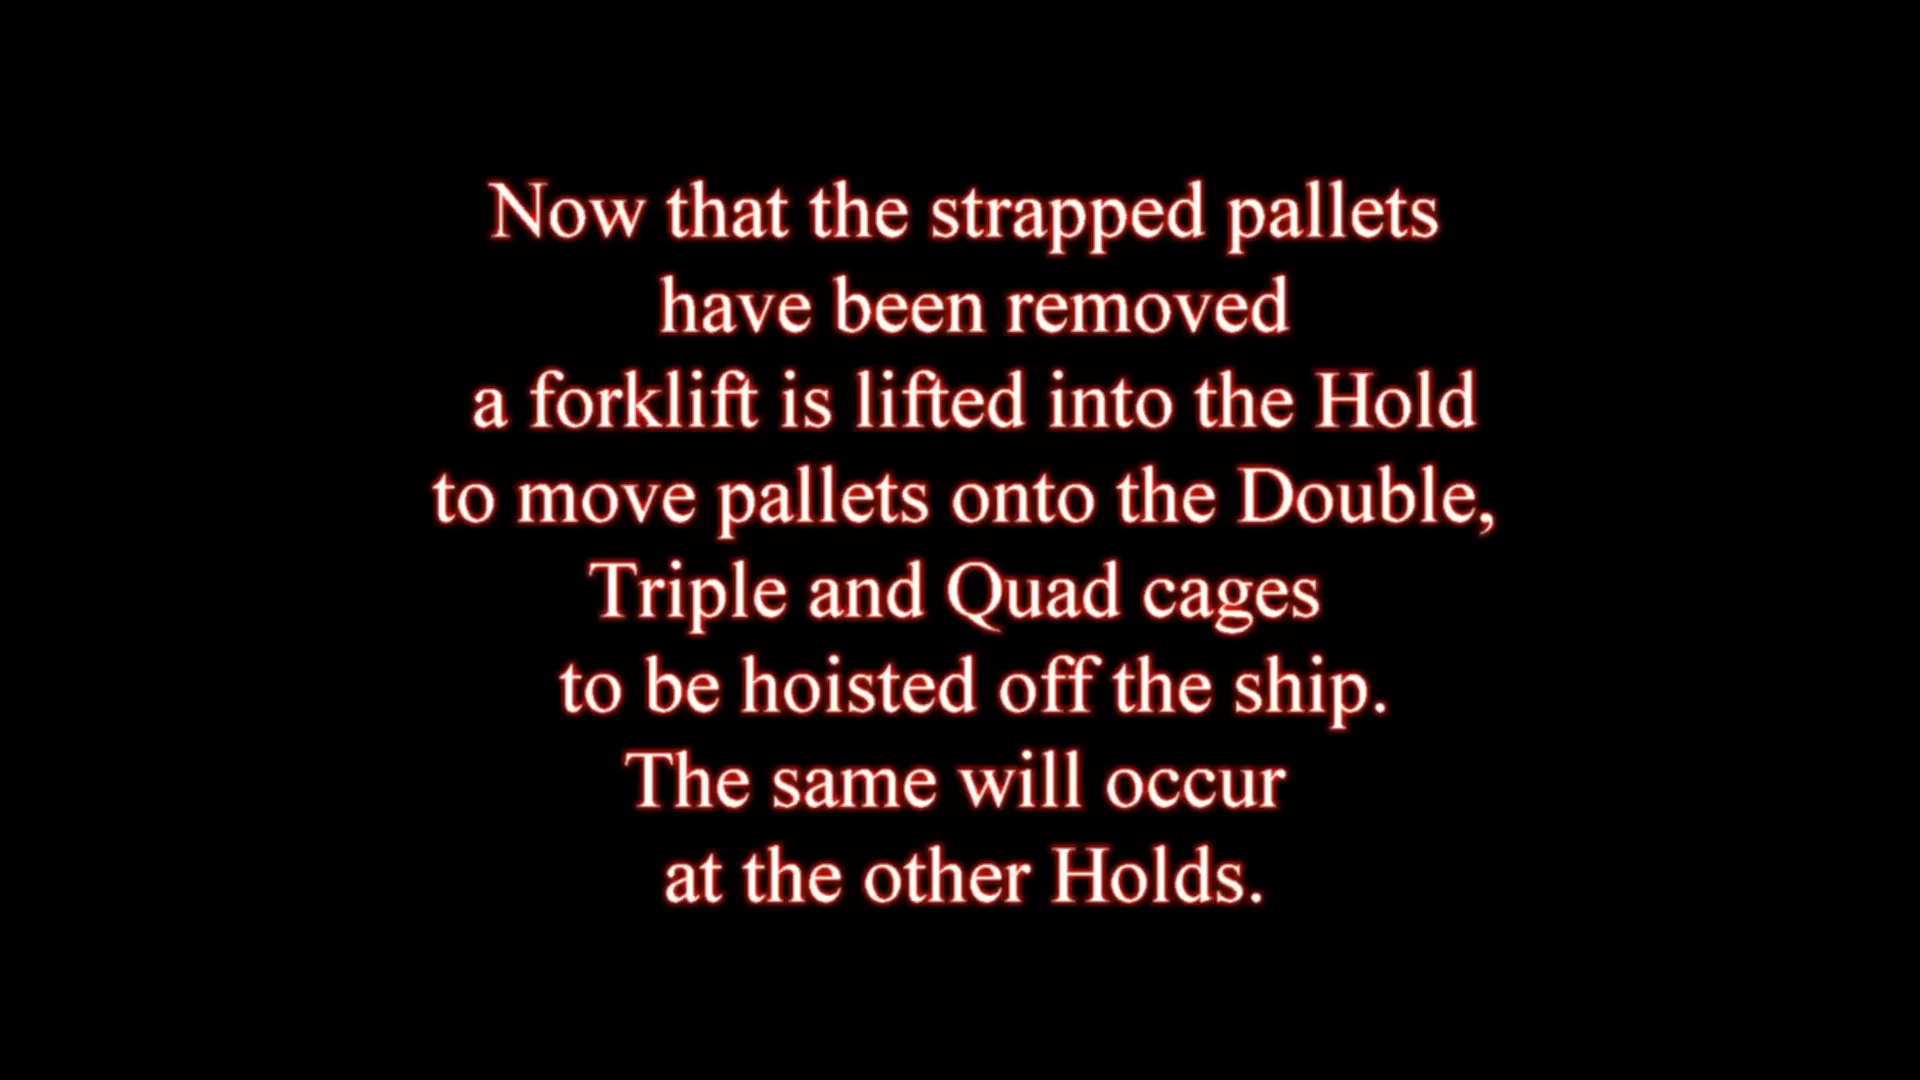 Now that the strapped pallets
have been removed
a forklift is lifted into the Hold
to move pallets onto the Double,
Triple and Quad cages
to be hoisted off the ship.
The same will occur
at the other Holds.